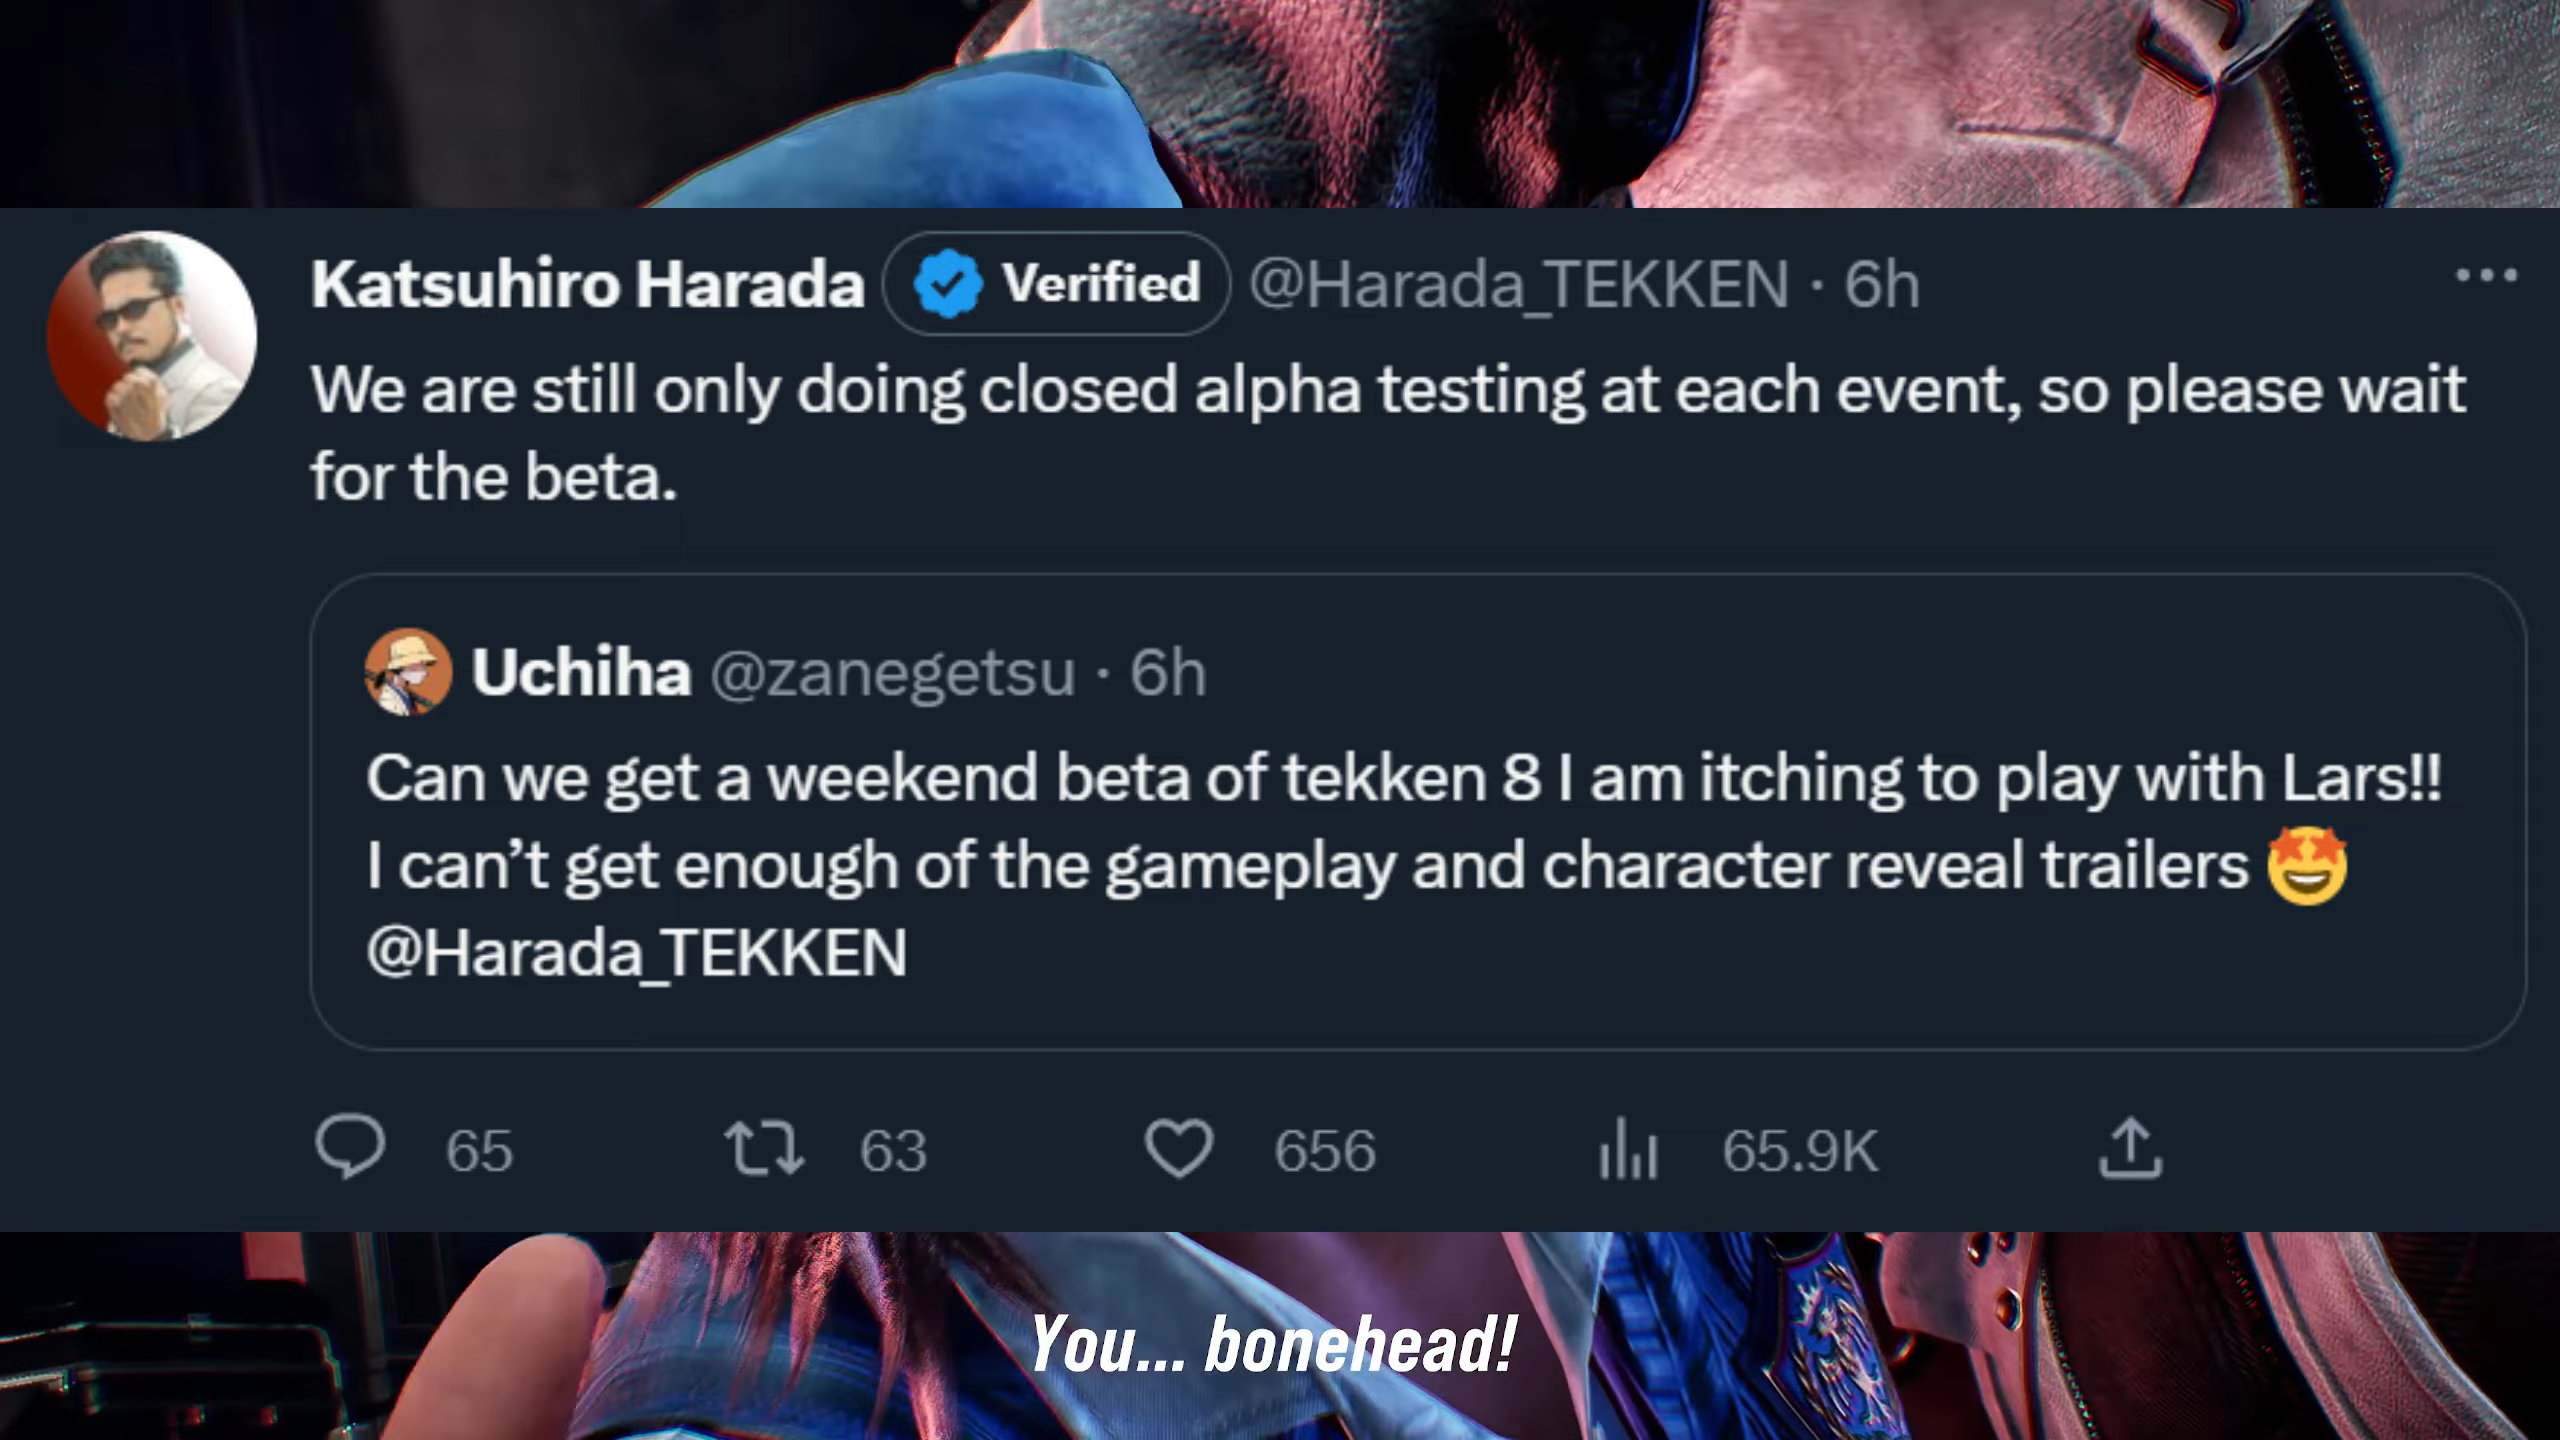 Katsuhiro Harada Verified @Harada_TEKKEN · 6h
We are still only doing closed alpha testing at each event, so please wait
for the beta.
Uchiha @zanegetsu · 6h
Can we get a weekend beta of tekken 8 I am itching to play with Lars!!
I can’t get enough of the gameplay and character reveal trailers 🤩
@Harada_TEKKEN
65 63 656 65.9K
You... bonehead!